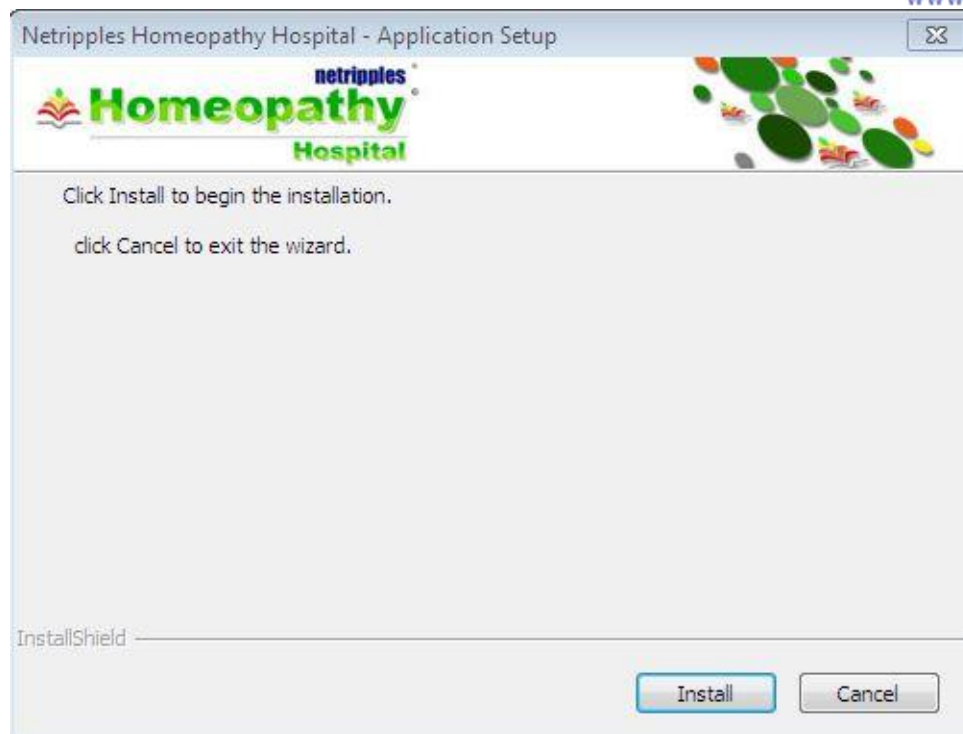 Netripples Homeopathy Hospital - Application Setup
netripples
Homeopathy
Hospital
Click Install to begin the installation.
click Cancel to exit the wizard.
InstallShield
Install
Cancel